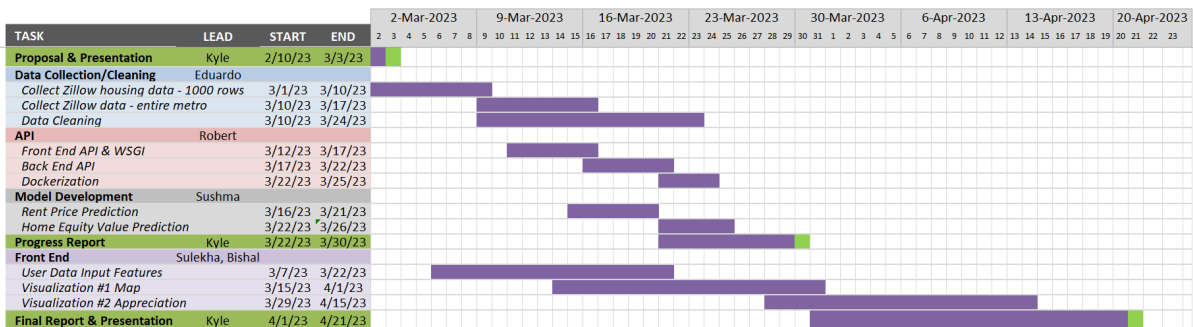 2-Mar-2023 9-Mar-2023 16-Mar-2023 23-Mar-2023 30-Mar-2023 6-Apr-2023 13-Apr-2023 20-Apr-2023
TASK LEAD START END 2 3 4 5 6 7 8 9 10 11 12 13 14 15 16 17 18 19 20 21 22 23 24 25 26 27 28 29 30 31 1 2 3 4 5 6 7 8 9 10 11 12 13 14 15 16 17 18 19 20 21 22 23
Proposal & Presentation Kyle 2/10/23 3/3/23
Data Collection/Cleaning Eduardo
Collect Zillow housing data - 1000 rows 3/1/23 3/10/23
Collect Zillow data - entire metro 3/10/23 3/17/23
Data Cleaning 3/10/23 3/24/23
API Robert
Front End API & WSGI 3/12/23 3/17/23
Back End API 3/17/23 3/22/23
Dockerization 3/22/23 3/25/23
Model Development Sushma
Rent Price Prediction 3/16/23 3/21/23
Home Equity Value Prediction 3/22/23 3/26/23
Progress Report Kyle 3/22/23 3/30/23
Front End Sulekha, Bishal
User Data Input Features 3/7/23 3/22/23
Visualization #1 Map 3/15/23 4/1/23
Visualization #2 Appreciation 3/29/23 4/15/23
Final Report & Presentation Kyle 4/1/23 4/21/23